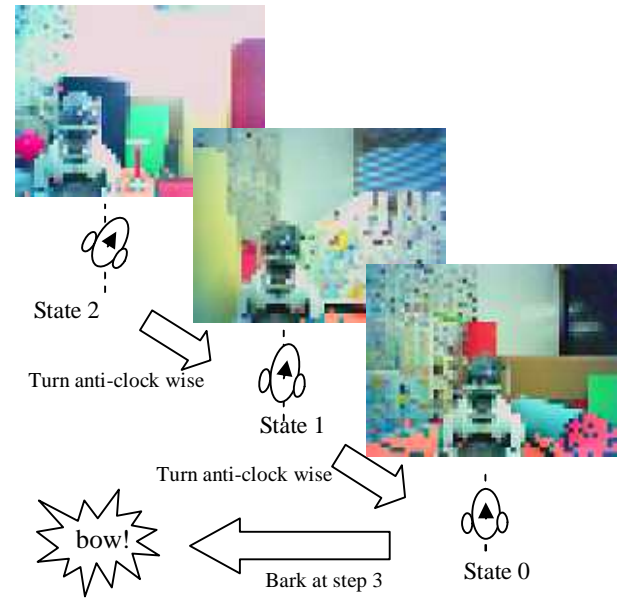 State 2
Turn anti-clock wise
State 1
Turn anti-clock wise
bow!
Bark at step 3
State 0